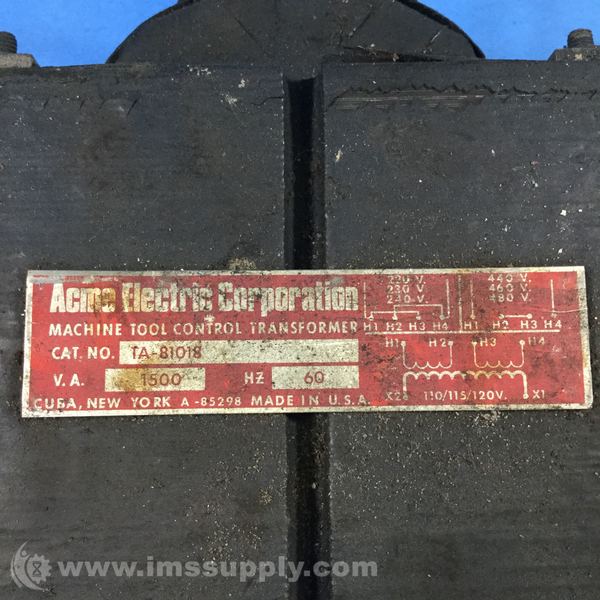 Acme Electric Corporation
MACHINE TOOL CONTROL TRANSFORMER
CAT. NO. TA-81018
V.A. 1500 HZ 60
CUBA, NEW YORK A-85298 MADE IN U.S.A.
220 V. 440 V.
230 V. 460 V.
240 V. 480 V.
H1 H2 H3 H4 H1 H2 H3 H4
H1 H2 H3 H4
X2 110/115/120V. X1
www.imssupply.com